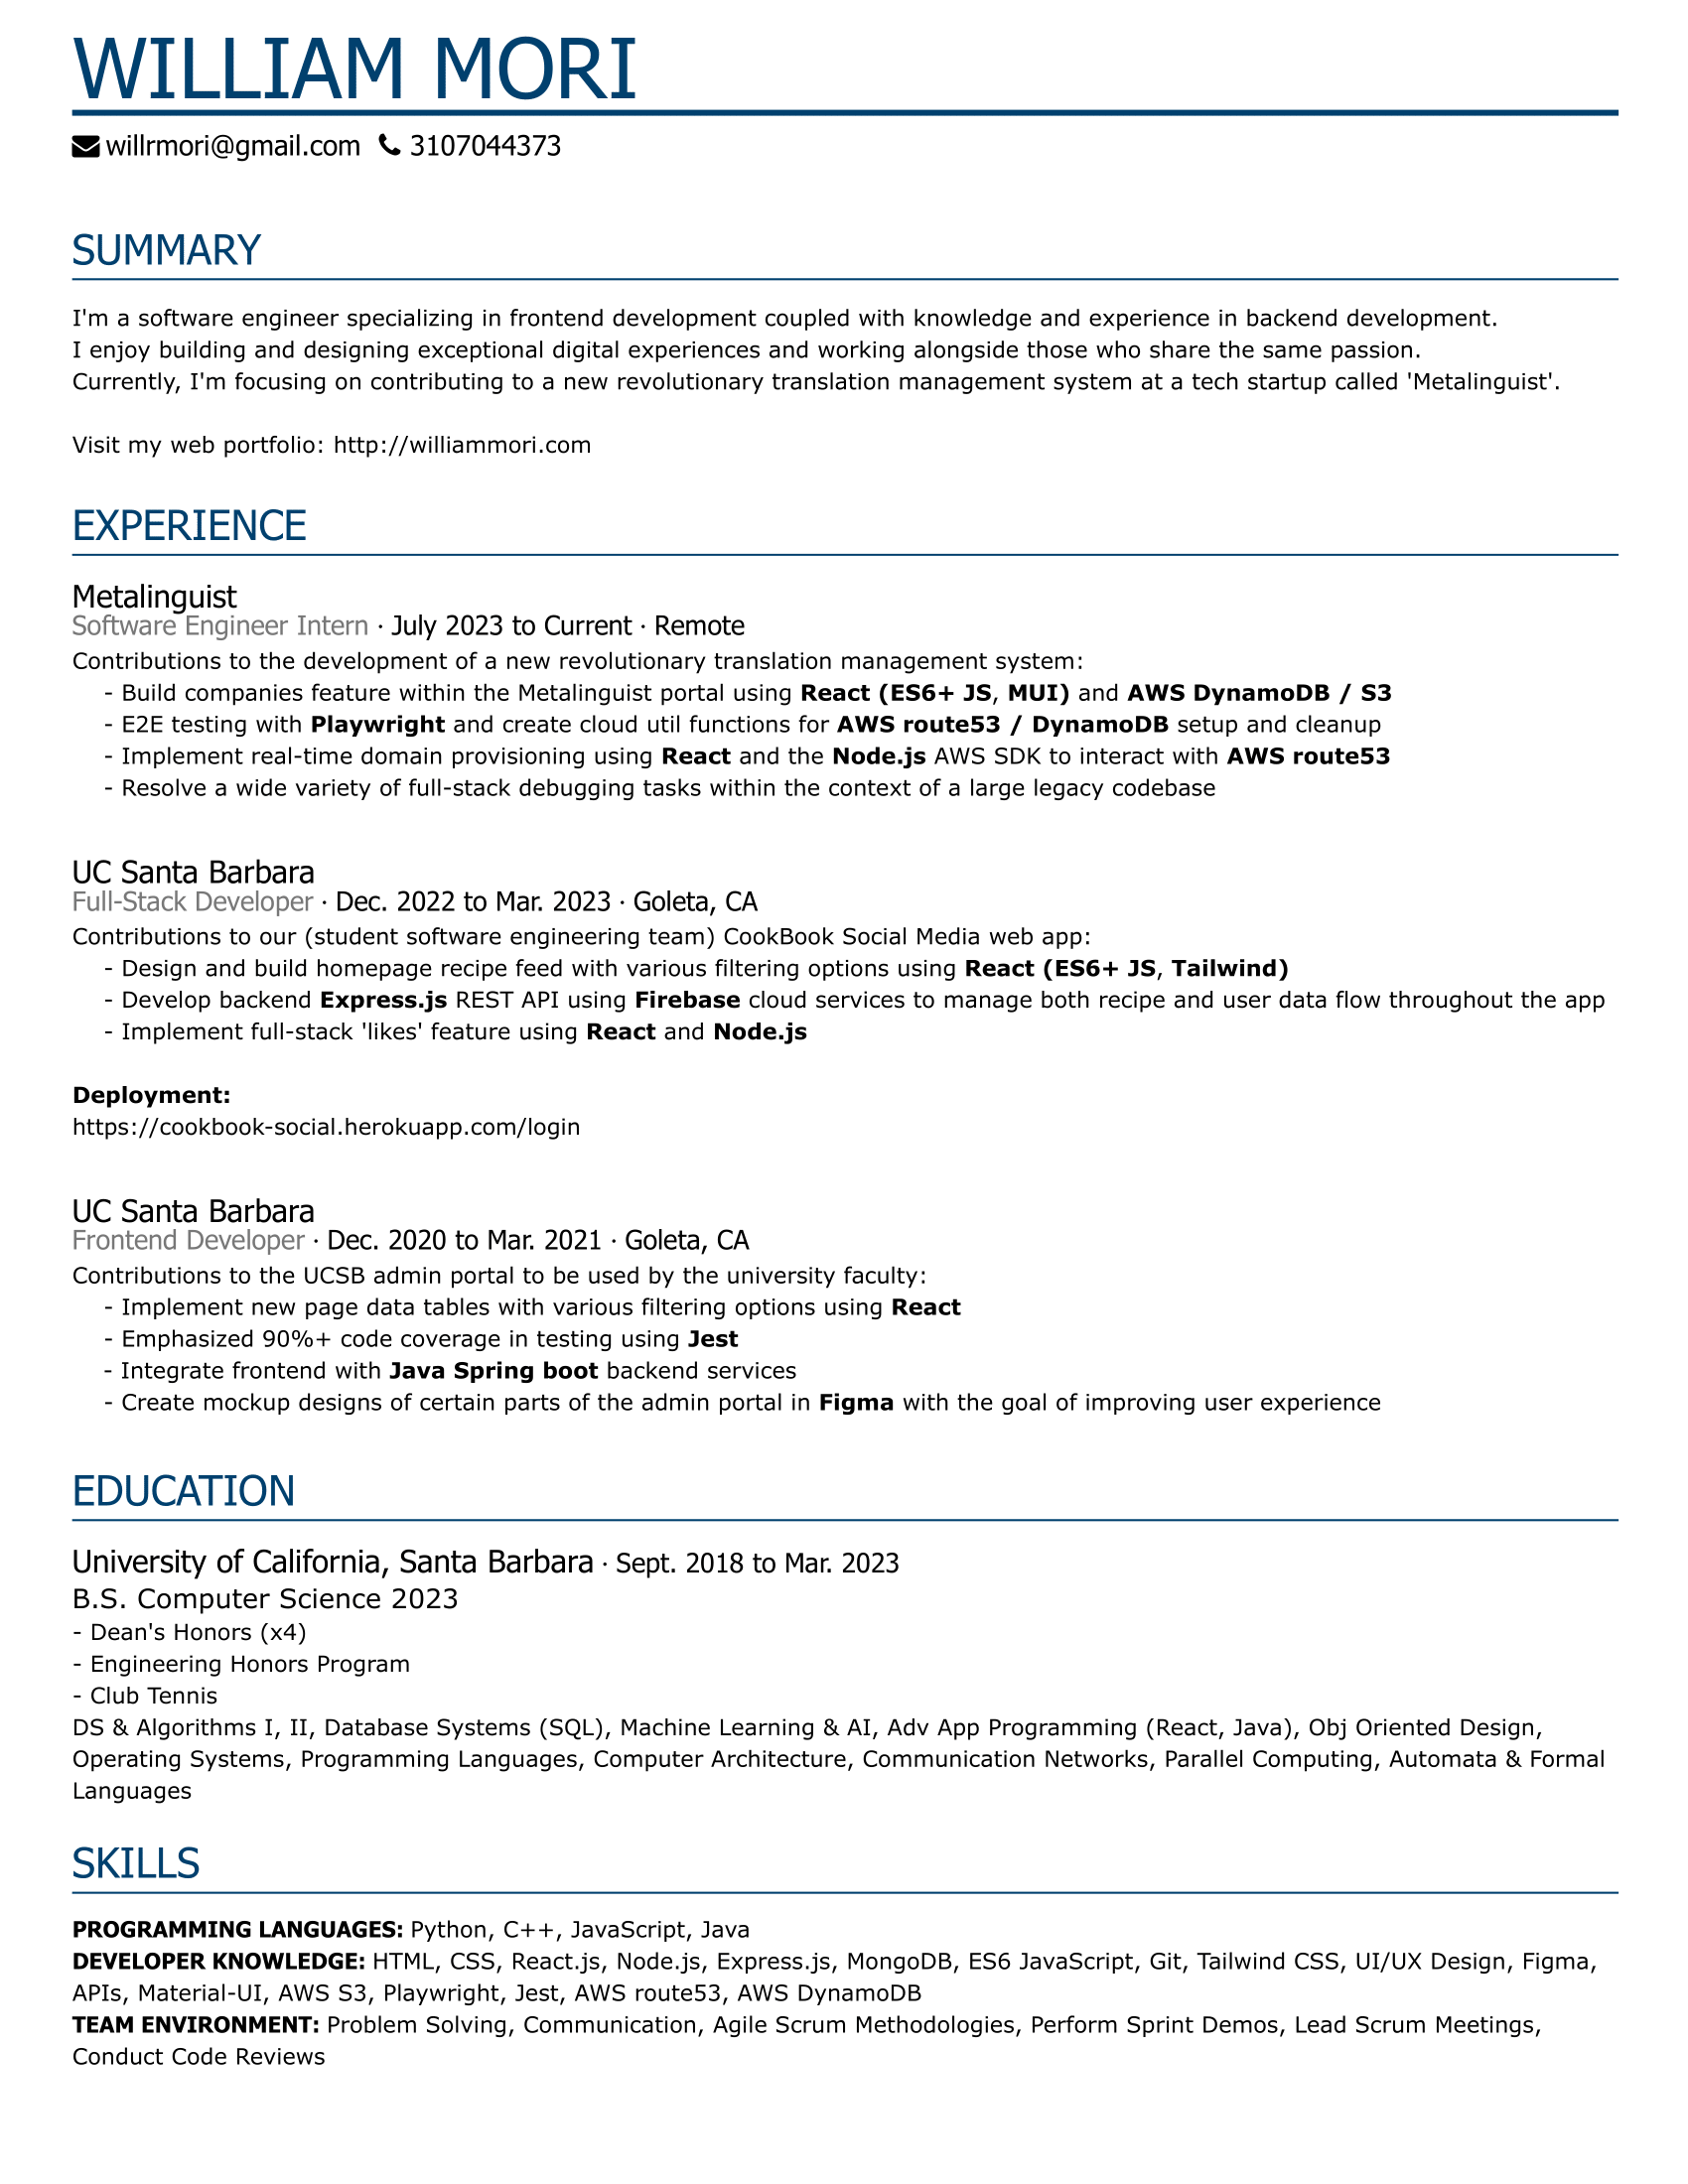 WILLIAM MORI
willrmori@gmail.com 3107044373
SUMMARY
I'm a software engineer specializing in frontend development coupled with knowledge and experience in backend development.
I enjoy building and designing exceptional digital experiences and working alongside those who share the same passion.
Currently, I'm focusing on contributing to a new revolutionary translation management system at a tech startup called 'Metalinguist'.
Visit my web portfolio: http://williammori.com
EXPERIENCE
Metalinguist
Software Engineer Intern · July 2023 to Current · Remote
Contributions to the development of a new revolutionary translation management system:
- Build companies feature within the Metalinguist portal using React (ES6+ JS, MUI) and AWS DynamoDB / S3
- E2E testing with Playwright and create cloud util functions for AWS route53 / DynamoDB setup and cleanup
- Implement real-time domain provisioning using React and the Node.js AWS SDK to interact with AWS route53
- Resolve a wide variety of full-stack debugging tasks within the context of a large legacy codebase
UC Santa Barbara
Full-Stack Developer · Dec. 2022 to Mar. 2023 · Goleta, CA
Contributions to our (student software engineering team) CookBook Social Media web app:
- Design and build homepage recipe feed with various filtering options using React (ES6+ JS, Tailwind)
- Develop backend Express.js REST API using Firebase cloud services to manage both recipe and user data flow throughout the app
- Implement full-stack 'likes' feature using React and Node.js
Deployment:
https://cookbook-social.herokuapp.com/login
UC Santa Barbara
Frontend Developer · Dec. 2020 to Mar. 2021 · Goleta, CA
Contributions to the UCSB admin portal to be used by the university faculty:
- Implement new page data tables with various filtering options using React
- Emphasized 90%+ code coverage in testing using Jest
- Integrate frontend with Java Spring boot backend services
- Create mockup designs of certain parts of the admin portal in Figma with the goal of improving user experience
EDUCATION
University of California, Santa Barbara · Sept. 2018 to Mar. 2023
B.S. Computer Science 2023
- Dean's Honors (x4)
- Engineering Honors Program
- Club Tennis
DS & Algorithms I, II, Database Systems (SQL), Machine Learning & AI, Adv App Programming (React, Java), Obj Oriented Design,
Operating Systems, Programming Languages, Computer Architecture, Communication Networks, Parallel Computing, Automata & Formal
Languages
SKILLS
PROGRAMMING LANGUAGES: Python, C++, JavaScript, Java
DEVELOPER KNOWLEDGE: HTML, CSS, React.js, Node.js, Express.js, MongoDB, ES6 JavaScript, Git, Tailwind CSS, UI/UX Design, Figma,
APIs, Material-UI, AWS S3, Playwright, Jest, AWS route53, AWS DynamoDB
TEAM ENVIRONMENT: Problem Solving, Communication, Agile Scrum Methodologies, Perform Sprint Demos, Lead Scrum Meetings,
Conduct Code Reviews